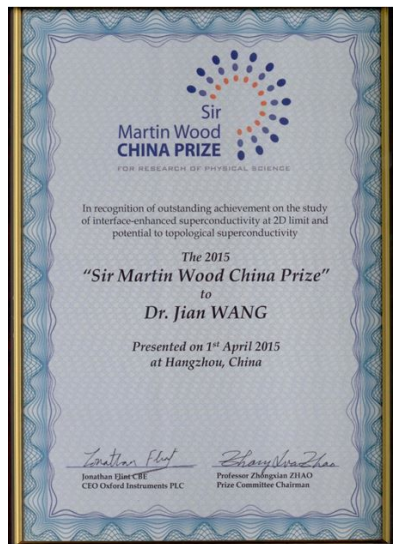 Sir
Martin Wood
CHINA PRIZE
FOR RESEARCH OF PHYSICAL SCIENCE
In recognition of outstanding achievement on the study
of interface-enhanced superconductivity at 2D limit and
potential to topological superconductivity
The 2015
“Sir Martin Wood China Prize”
to
Dr. Jian WANG
Presented on 1st April 2015
at Hangzhou, China
Jonathan Flint
Jonathan Flint CBE
CEO Oxford Instruments PLC
Professor Zhongxian ZHAO
Prize Committee Chairman